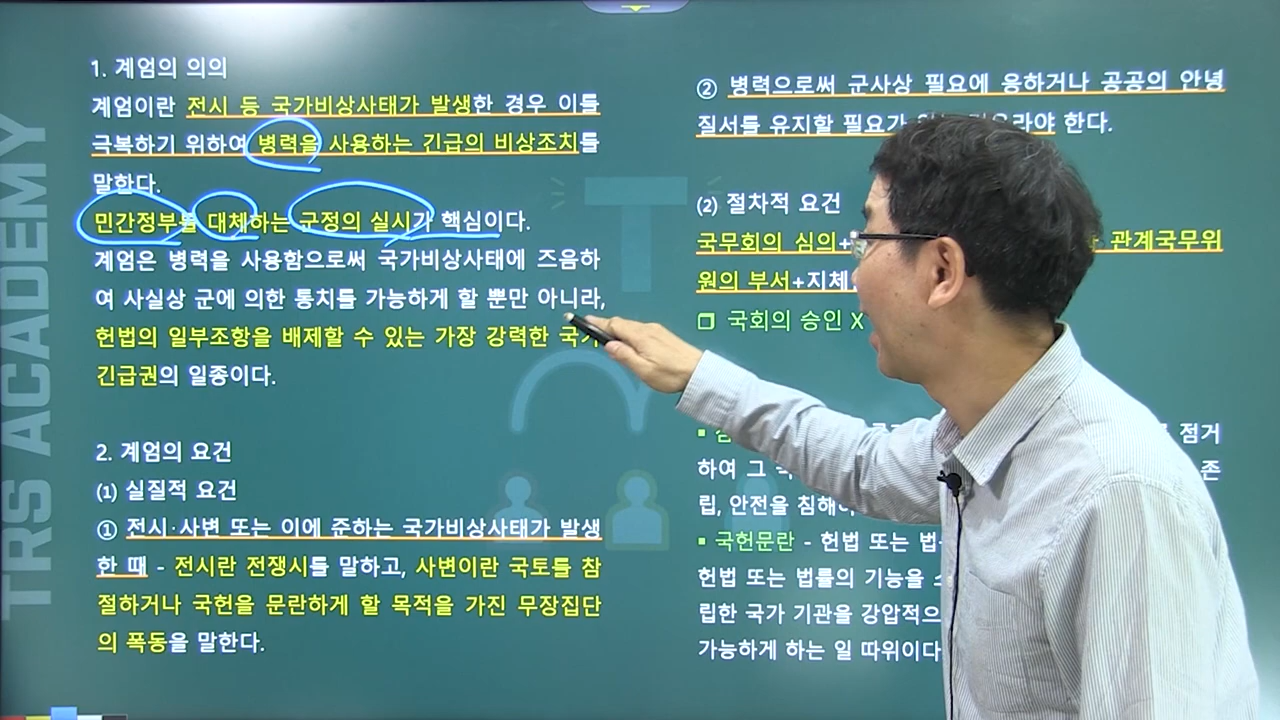 1. 계엄의 의의
계엄이란 전시 등 국가비상사태가 발생한 경우 이를
극복하기 위하여 병력을 사용하는 긴급의 비상조치를
말한다.
민간정부를 대체하는 군정의 실시가 핵심이다.
계엄은 병력을 사용함으로써 국가비상사태에 즈음하
여 사실상 군에 의한 통치를 가능하게 할 뿐만 아니라,
헌법의 일부조항을 배제할 수 있는 가장 강력한 국가
긴급권의 일종이다.
2. 계엄의 요건
(1) 실질적 요건
① 전시·사변 또는 이에 준하는 국가비상사태가 발생
한 때 - 전시란 전쟁시를 말하고, 사변이란 국토를 참
절하거나 국헌을 문란하게 할 목적을 가진 무장집단
의 폭동을 말한다.
② 병력으로써 군사상 필요에 응하거나 공공의 안녕
질서를 유지할 필요가 한다.
(2) 절차적 요건
국무회의 심의+ 관계국무위
원의 부서+지체
❒ 국회의 승인 X
점거
하여 그 존
립, 안전을
▪ 국헌문란 - 헌법 또는
헌법 또는 법률의 기능을
립한 국가 기관을 강압적으
가능하게 하는 일 따위이다
TRS ACADEMY